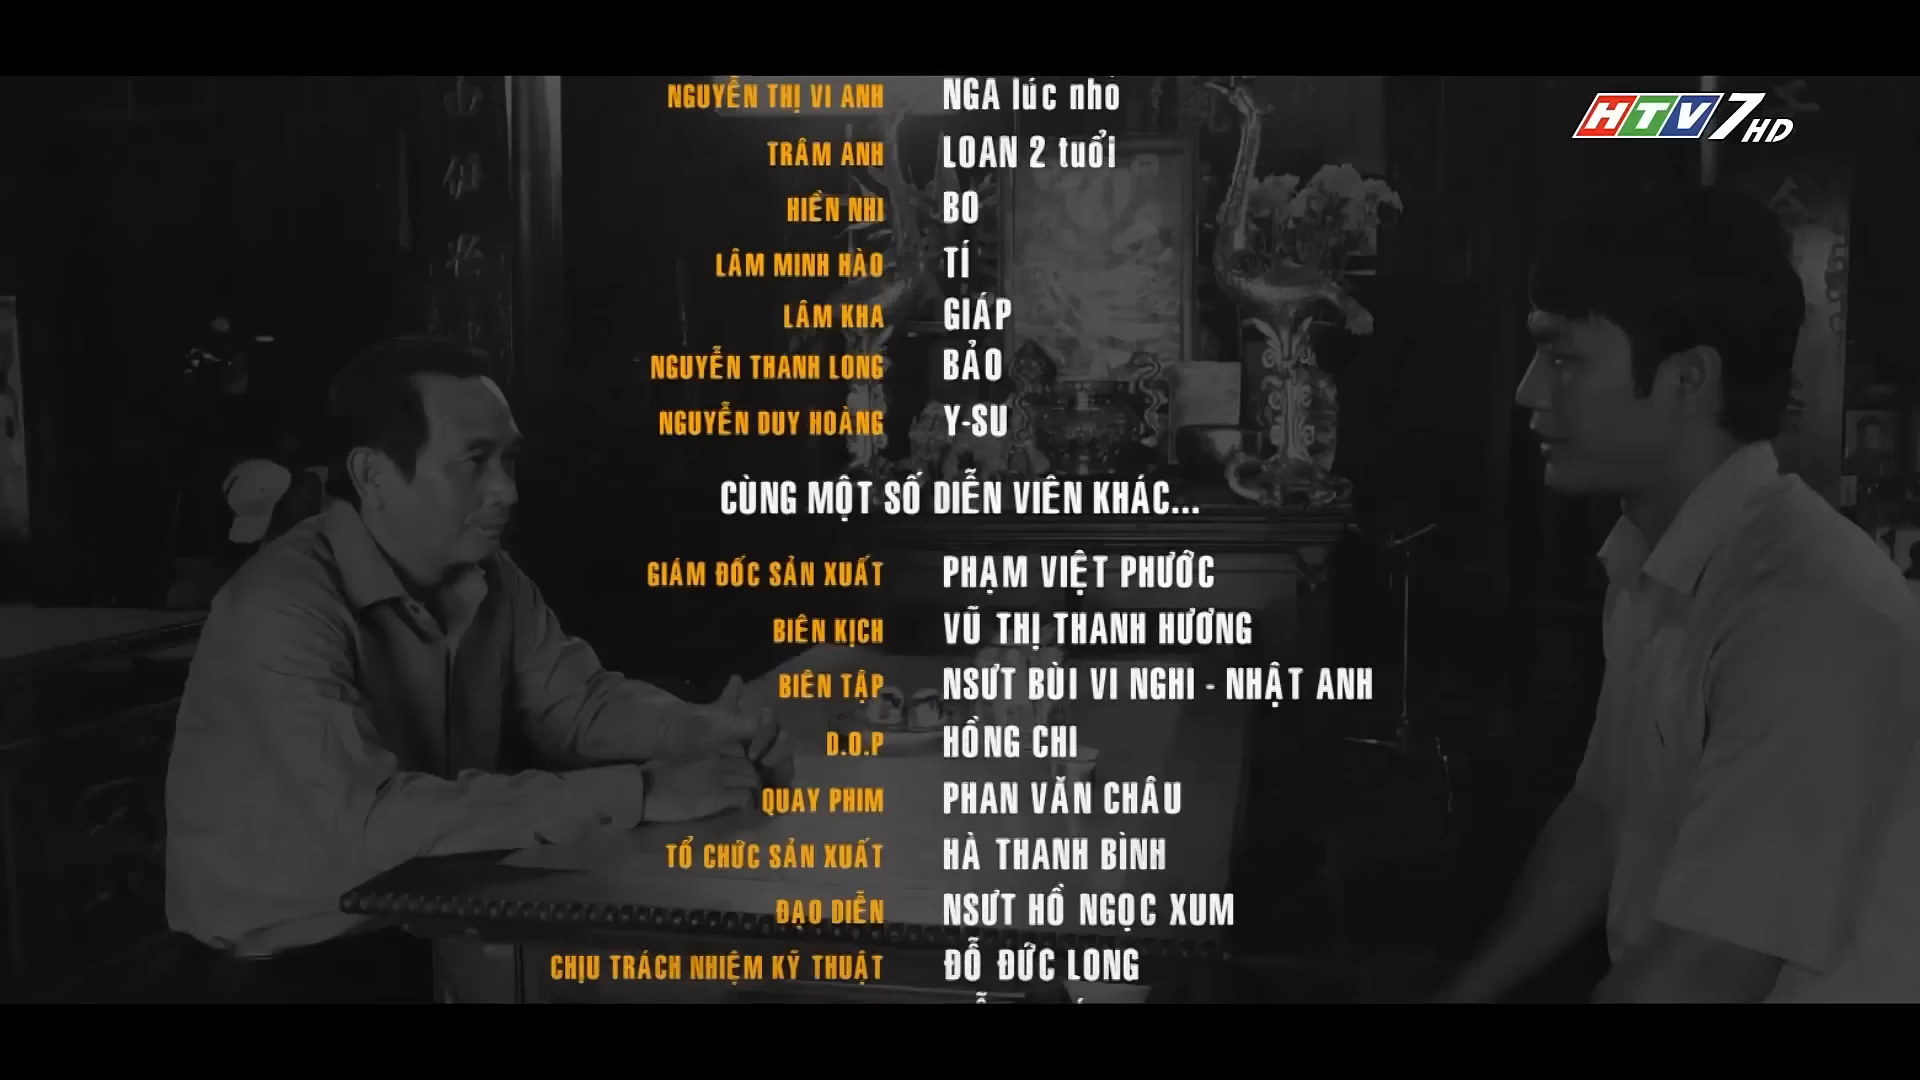 HTV7 HD
NGUYỄN THỊ VI ANH NGA lúc nhỏ
TRÂM ANH LOAN 2 tuổi
HIỀN NHI BO
LÂM MINH HÀO TÍ
LÂM KHA GIÁP
NGUYỄN THANH LONG BẢO
NGUYỄN DUY HOÀNG Y-SU
CÙNG MỘT SỐ DIỄN VIÊN KHÁC...
GIÁM ĐỐC SẢN XUẤT PHẠM VIỆT PHƯỚC
BIÊN KỊCH VŨ THỊ THANH HƯƠNG
BIÊN TẬP NSƯT BÙI VI NGHI - NHẬT ANH
D.O.P HỒNG CHI
QUAY PHIM PHAN VĂN CHÂU
TỔ CHỨC SẢN XUẤT HÀ THANH BÌNH
ĐẠO DIỄN NSƯT HỒ NGỌC XUM
CHỊU TRÁCH NHIỆM KỸ THUẬT ĐỖ ĐỨC LONG